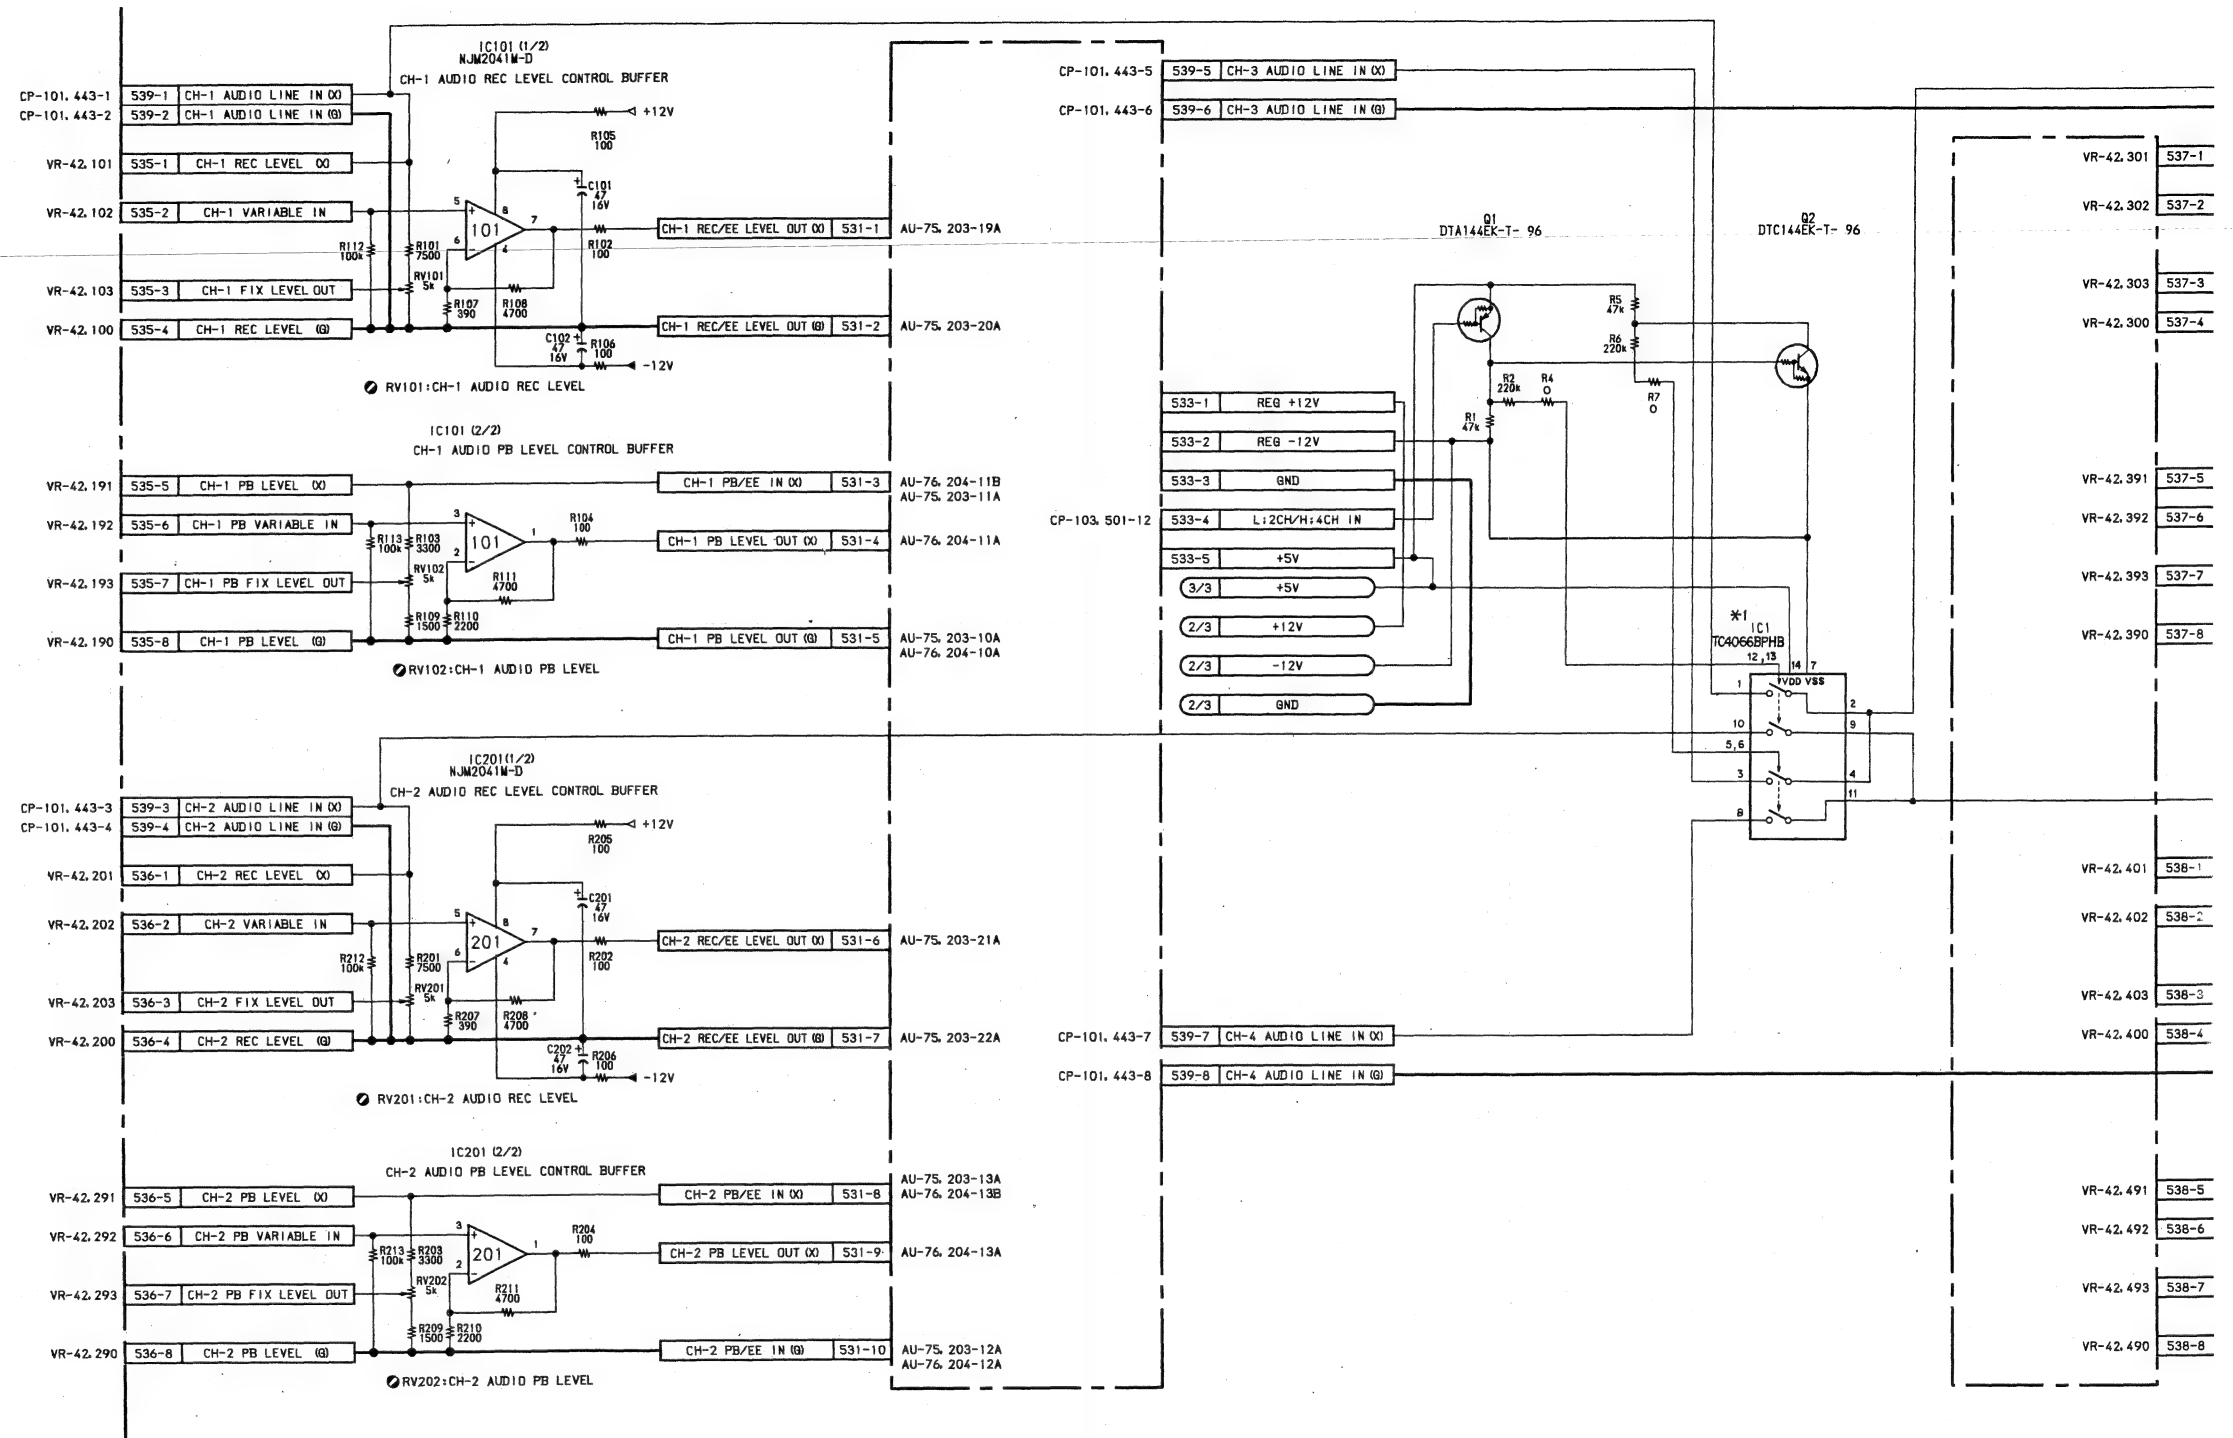 IC101 (1/2)
NJM2041M-D
CH-1 AUDIO REC LEVEL CONTROL BUFFER
CP-101. 443-1 539-1 CH-1 AUDIO LINE IN (X)
CP-101. 443-2 539-2 CH-1 AUDIO LINE IN (G)
VR-42. 101 535-1 CH-1 REC LEVEL (X)
VR-42. 102 535-2 CH-1 VARIABLE IN
VR-42. 103 535-3 CH-1 FIX LEVEL OUT
VR-42. 100 535-4 CH-1 REC LEVEL (G)
+12V
R105
100
C101
47
16V
5
6
8
4
7
+
-
101
R112
100k
R101
7500
RV101
5k
R102
100
R107
390
R108
4700
C102
47
16V
R106
100
-12V
CH-1 REC/EE LEVEL OUT (X) 531-1 AU-75. 203-19A
CH-1 REC/EE LEVEL OUT (G) 531-2 AU-75. 203-20A
RV101:CH-1 AUDIO REC LEVEL
IC101 (2/2)
CH-1 AUDIO PB LEVEL CONTROL BUFFER
VR-42. 191 535-5 CH-1 PB LEVEL (X)
VR-42. 192 535-6 CH-1 PB VARIABLE IN
VR-42. 193 535-7 CH-1 PB FIX LEVEL OUT
VR-42. 190 535-8 CH-1 PB LEVEL (G)
R113
100k
R103
3300
RV102
5k
R109
1500
R110
2200
3
2
1
+
-
101
R104
100
R111
4700
CH-1 PB/EE IN (X) 531-3 AU-76. 204-11B
AU-75. 203-11A
CH-1 PB LEVEL OUT (X) 531-4 AU-76. 204-11A
CH-1 PB LEVEL OUT (G) 531-5 AU-75. 203-10A
AU-76. 204-10A
RV102:CH-1 AUDIO PB LEVEL
IC201 (1/2)
NJM2041M-D
CH-2 AUDIO REC LEVEL CONTROL BUFFER
CP-101. 443-3 539-3 CH-2 AUDIO LINE IN (X)
CP-101. 443-4 539-4 CH-2 AUDIO LINE IN (G)
VR-42. 201 536-1 CH-2 REC LEVEL (X)
VR-42. 202 536-2 CH-2 VARIABLE IN
VR-42. 203 536-3 CH-2 FIX LEVEL OUT
VR-42. 200 536-4 CH-2 REC LEVEL (G)
+12V
R205
100
C201
47
16V
5
6
8
4
7
+
-
201
R212
100k
R201
7500
RV201
5k
R202
100
R207
390
R208
4700
C202
47
16V
R206
100
-12V
CH-2 REC/EE LEVEL OUT (X) 531-6 AU-75. 203-21A
CH-2 REC/EE LEVEL OUT (G) 531-7 AU-75. 203-22A
RV201:CH-2 AUDIO REC LEVEL
IC201 (2/2)
CH-2 AUDIO PB LEVEL CONTROL BUFFER
VR-42. 291 536-5 CH-2 PB LEVEL (X)
VR-42. 292 536-6 CH-2 PB VARIABLE IN
VR-42. 293 536-7 CH-2 PB FIX LEVEL OUT
VR-42. 290 536-8 CH-2 PB LEVEL (G)
R213
100k
R203
3300
RV202
5k
R209
1500
R210
2200
3
2
1
+
-
201
R204
100
R211
4700
AU-75. 203-13A
CH-2 PB/EE IN (X) 531-8 AU-76. 204-13B
CH-2 PB LEVEL OUT (X) 531-9 AU-76. 204-13A
CH-2 PB/EE IN (G) 531-10 AU-75. 203-12A
AU-76. 204-12A
RV202:CH-2 AUDIO PB LEVEL
CP-101. 443-5 539-5 CH-3 AUDIO LINE IN (X)
CP-101. 443-6 539-6 CH-3 AUDIO LINE IN (G)
533-1 REG +12V
533-2 REG -12V
533-3 GND
CP-103. 501-12 533-4 L:2CH/H:4CH IN
533-5 +5V
3/3 +5V
2/3 +12V
2/3 -12V
2/3 GND
CP-101. 443-7 539-7 CH-4 AUDIO LINE IN (X)
CP-101. 443-8 539-8 CH-4 AUDIO LINE IN (G)
Q1
DTA144EK-T- 96
Q2
DTC144EK-T- 96
R5
47k
R6
220k
R2
220k
R4
0
R7
0
R1
47k
*1
IC1
TC4066BPHB
12,13
14
7
VDD VSS
1
10
5,6
3
8
2
9
4
11
VR-42. 301 537-1
VR-42. 302 537-2
VR-42. 303 537-3
VR-42. 300 537-4
VR-42. 391 537-5
VR-42. 392 537-6
VR-42. 393 537-7
VR-42. 390 537-8
VR-42. 401 538-1
VR-42. 402 538-2
VR-42. 403 538-3
VR-42. 400 538-4
VR-42. 491 538-5
VR-42. 492 538-6
VR-42. 493 538-7
VR-42. 490 538-8